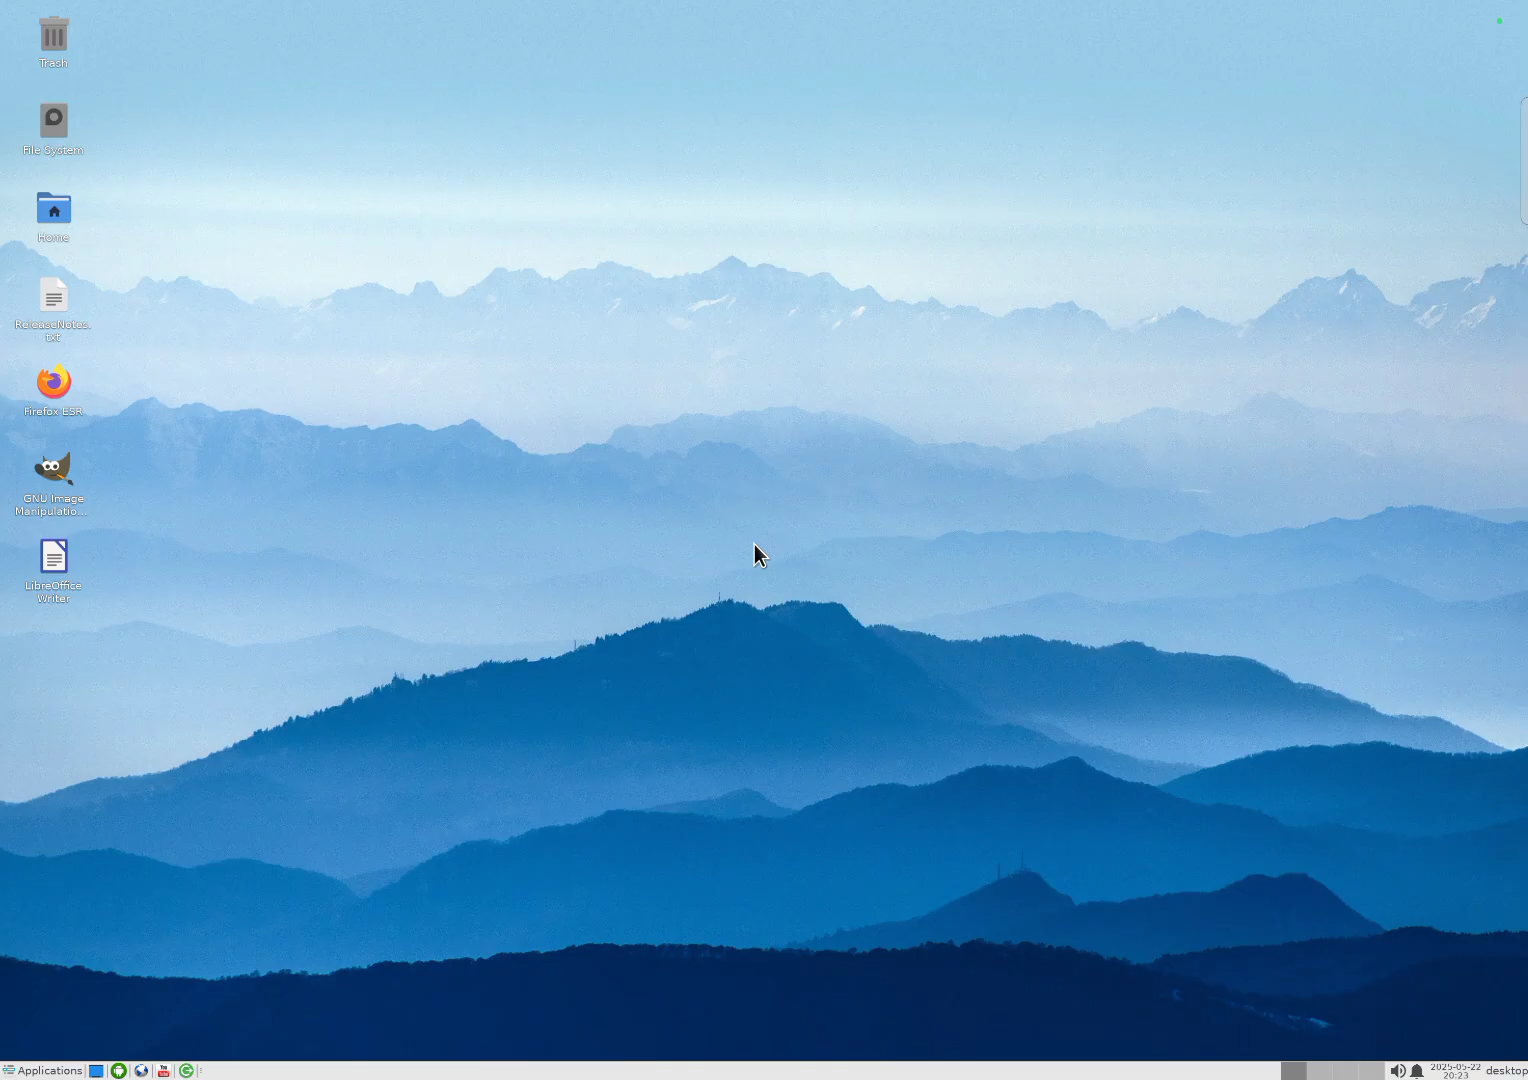 Trash
File System
Home
ReleaseNotes.
txt
Firefox ESR
GNU Image
Manipulatio...
LibreOffice
Writer
Applications
You
2025-05-22
20:23
desktop